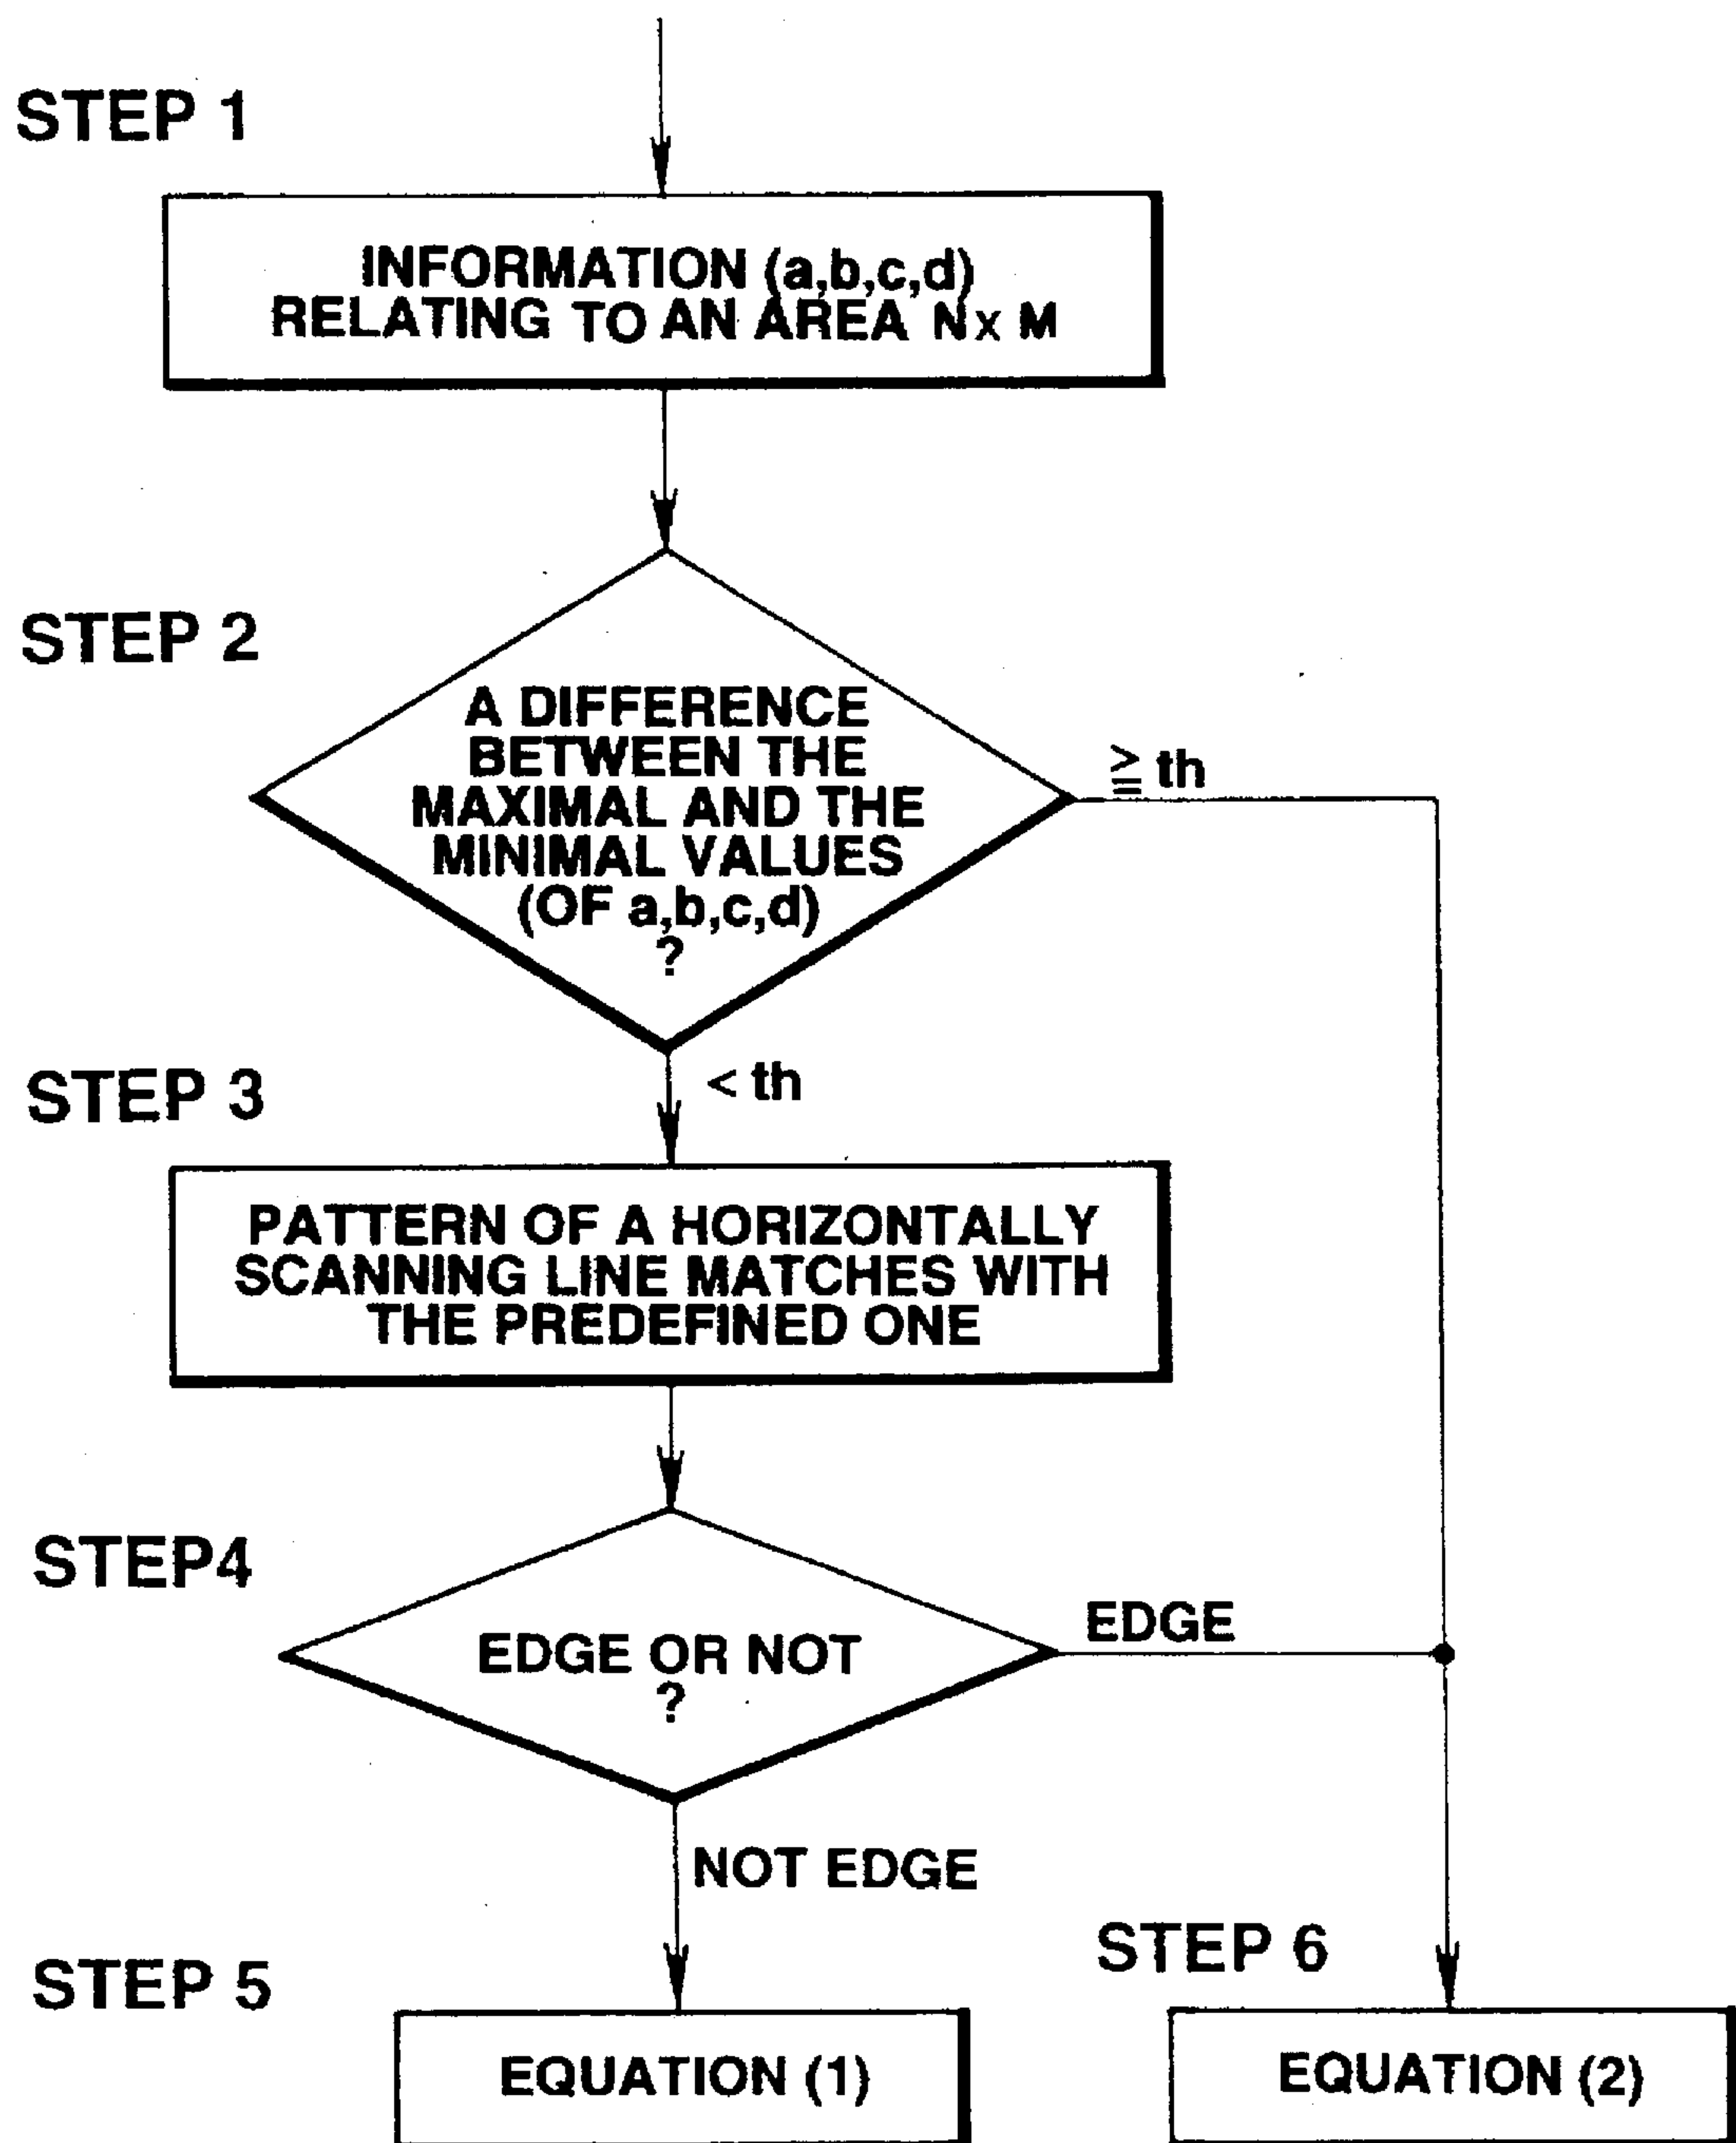 STEP 1
INFORMATION (a,b,c,d)
RELATING TO AN AREA N x M
STEP 2
A DIFFERENCE
BETWEEN THE
MAXIMAL AND THE
MINIMAL VALUES
(OF a,b,c,d)
?
≧ th
< th
STEP 3
PATTERN OF A HORIZONTALLY
SCANNING LINE MATCHES WITH
THE PREDEFINED ONE
STEP4
EDGE OR NOT
?
EDGE
NOT EDGE
STEP 5
EQUATION (1)
STEP 6
EQUATION (2)